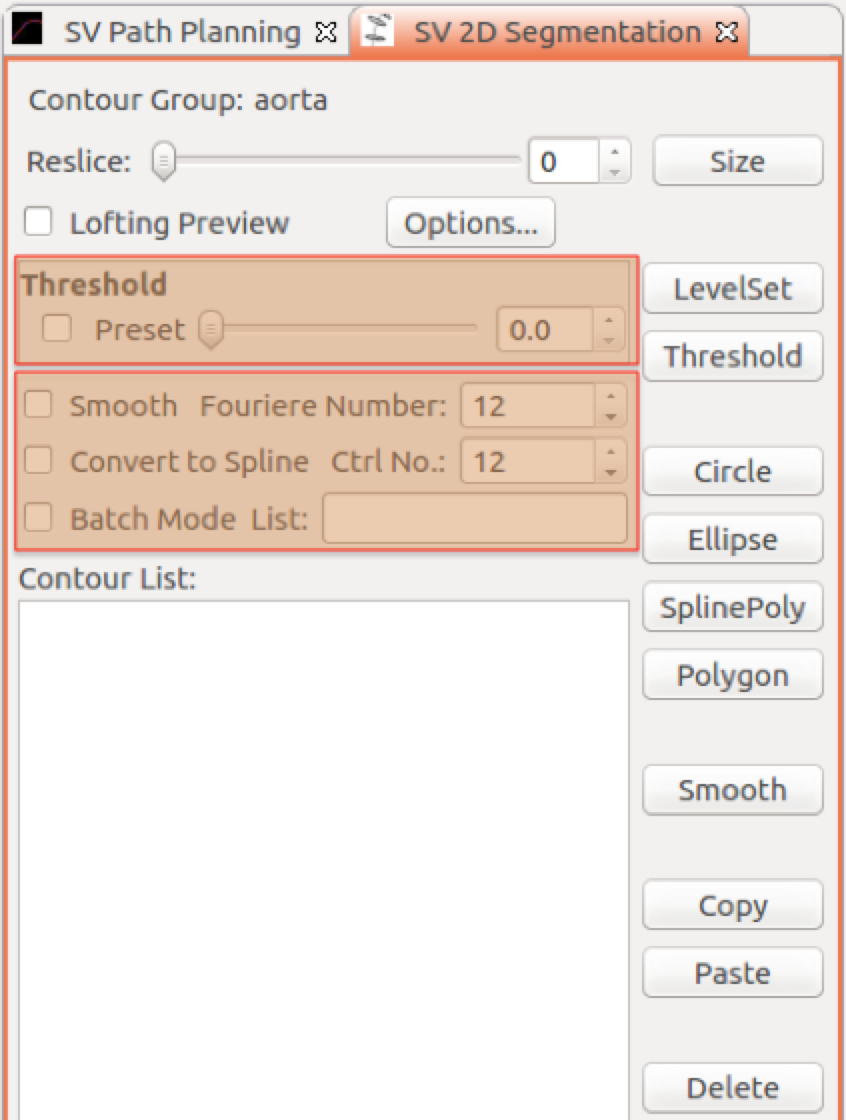 SV Path Planning SV 2D Segmentation
Contour Group: aorta
Reslice: 0 Size
Lofting Preview Options...
Threshold
LevelSet
Preset 0.0
Threshold
Smooth Fouriere Number: 12
Convert to Spline Ctrl No.: 12
Circle
Batch Mode List:
Ellipse
Contour List:
SplinePoly
Polygon
Smooth
Copy
Paste
Delete